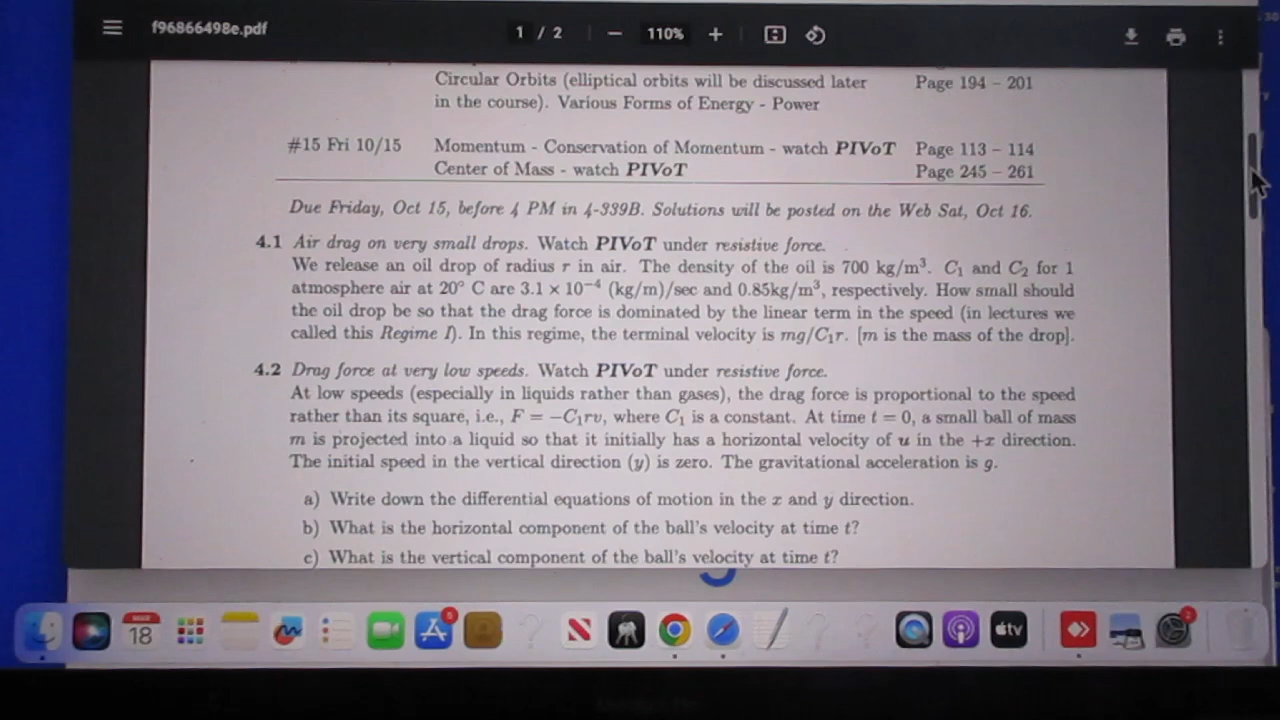 f96866498e.pdf
1 / 2
110%
Circular Orbits (elliptical orbits will be discussed later Page 194 – 201
in the course). Various Forms of Energy - Power
#15 Fri 10/15 Momentum - Conservation of Momentum - watch PIVoT Page 113 – 114
Center of Mass - watch PIVoT Page 245 – 261
Due Friday, Oct 15, before 4 PM in 4-339B. Solutions will be posted on the Web Sat, Oct 16.
4.1 Air drag on very small drops. Watch PIVoT under resistive force.
We release an oil drop of radius r in air. The density of the oil is 700 kg/m³. C₁ and C₂ for 1
atmosphere air at 20° C are 3.1 × 10⁻⁴ (kg/m)/sec and 0.85kg/m³, respectively. How small should
the oil drop be so that the drag force is dominated by the linear term in the speed (in lectures we
called this Regime I). In this regime, the terminal velocity is mg/C₁r. [m is the mass of the drop].
4.2 Drag force at very low speeds. Watch PIVoT under resistive force.
At low speeds (especially in liquids rather than gases), the drag force is proportional to the speed
rather than its square, i.e., F = −C₁rv, where C₁ is a constant. At time t = 0, a small ball of mass
m is projected into a liquid so that it initially has a horizontal velocity of u in the +x direction.
The initial speed in the vertical direction (y) is zero. The gravitational acceleration is g.
a) Write down the differential equations of motion in the x and y direction.
b) What is the horizontal component of the ball's velocity at time t?
c) What is the vertical component of the ball's velocity at time t?
18
tv